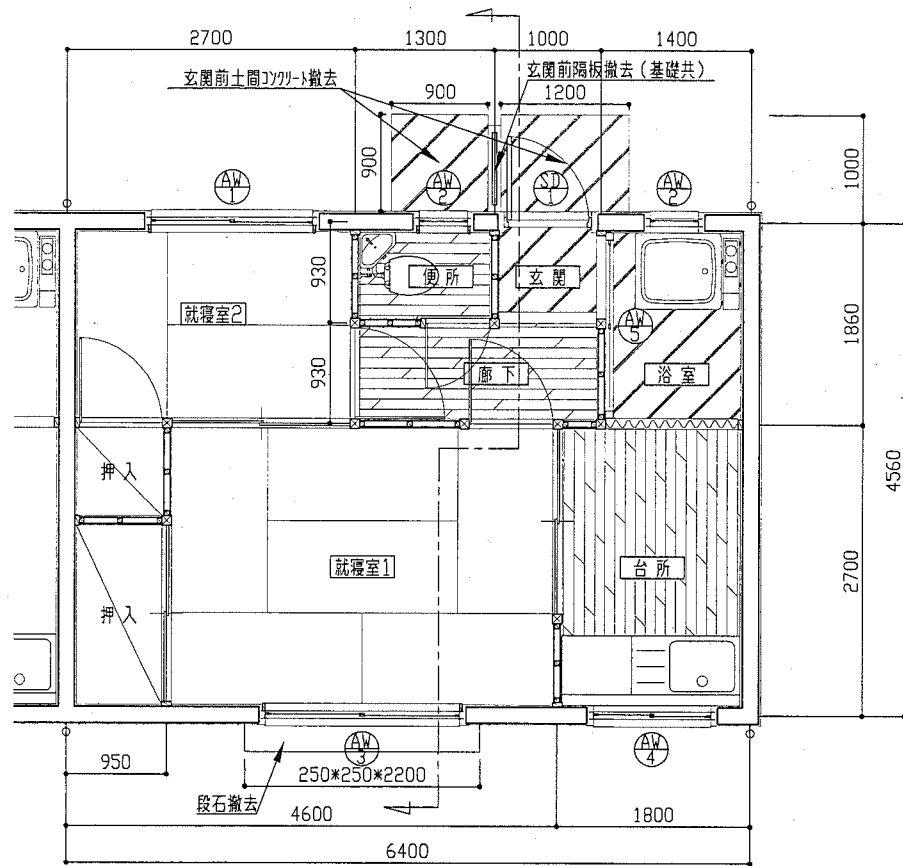 2700
1300
1000
1400
玄関前土間コンクリート撤去
玄関前隔板撤去(基礎共)
900
1200
900
1000
AW
1
AW
2
SD
1
AW
2
930
便所
玄関
就寝室2
1860
AW
5
930
廊下
浴室
4560
押入
就寝室1
台所
2700
押入
AW
3
AW
4
950
250*250*2200
段石撤去
4600
1800
6400